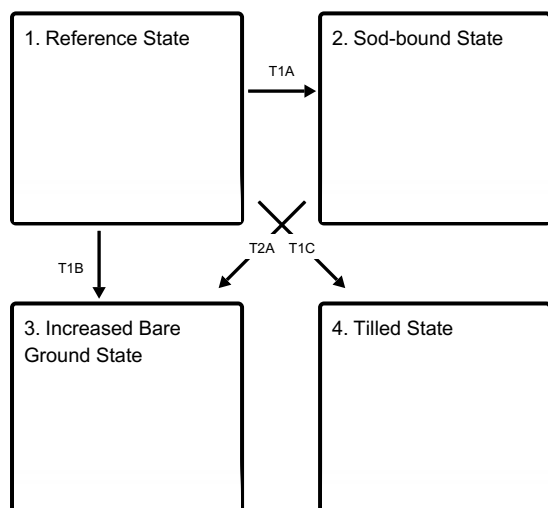 1. Reference State
2. Sod-bound State
T1A
T2A
T1C
T1B
3. Increased Bare
Ground State
4. Tilled State